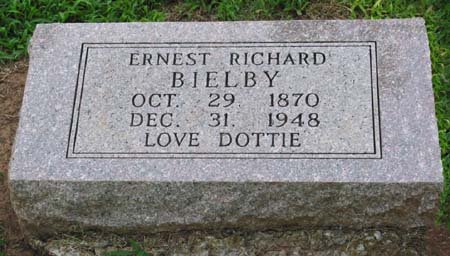 ERNEST RICHARD
BIELBY
OCT. 29. 1870
DEC. 31. 1948
LOVE DOTTIE